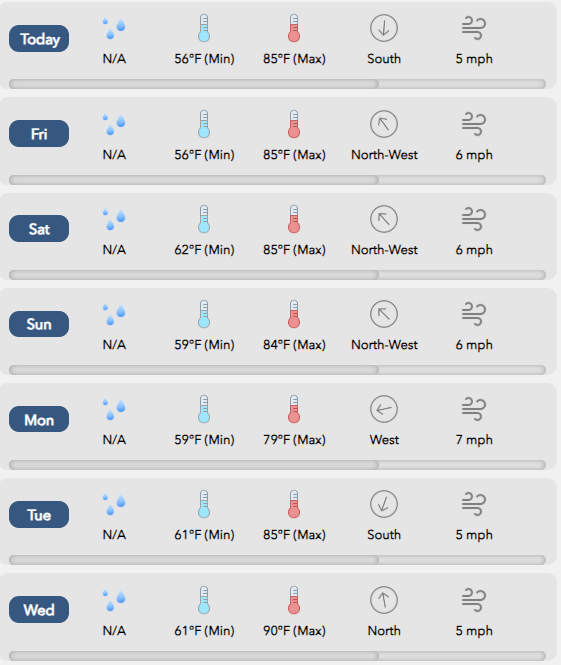 Today
N/A 56°F (Min) 85°F (Max) South 5 mph
Fri
N/A 56°F (Min) 85°F (Max) North-West 6 mph
Sat
N/A 62°F (Min) 85°F (Max) North-West 6 mph
Sun
N/A 59°F (Min) 84°F (Max) North-West 6 mph
Mon
N/A 59°F (Min) 79°F (Max) West 7 mph
Tue
N/A 61°F (Min) 85°F (Max) South 5 mph
Wed
N/A 61°F (Min) 90°F (Max) North 5 mph